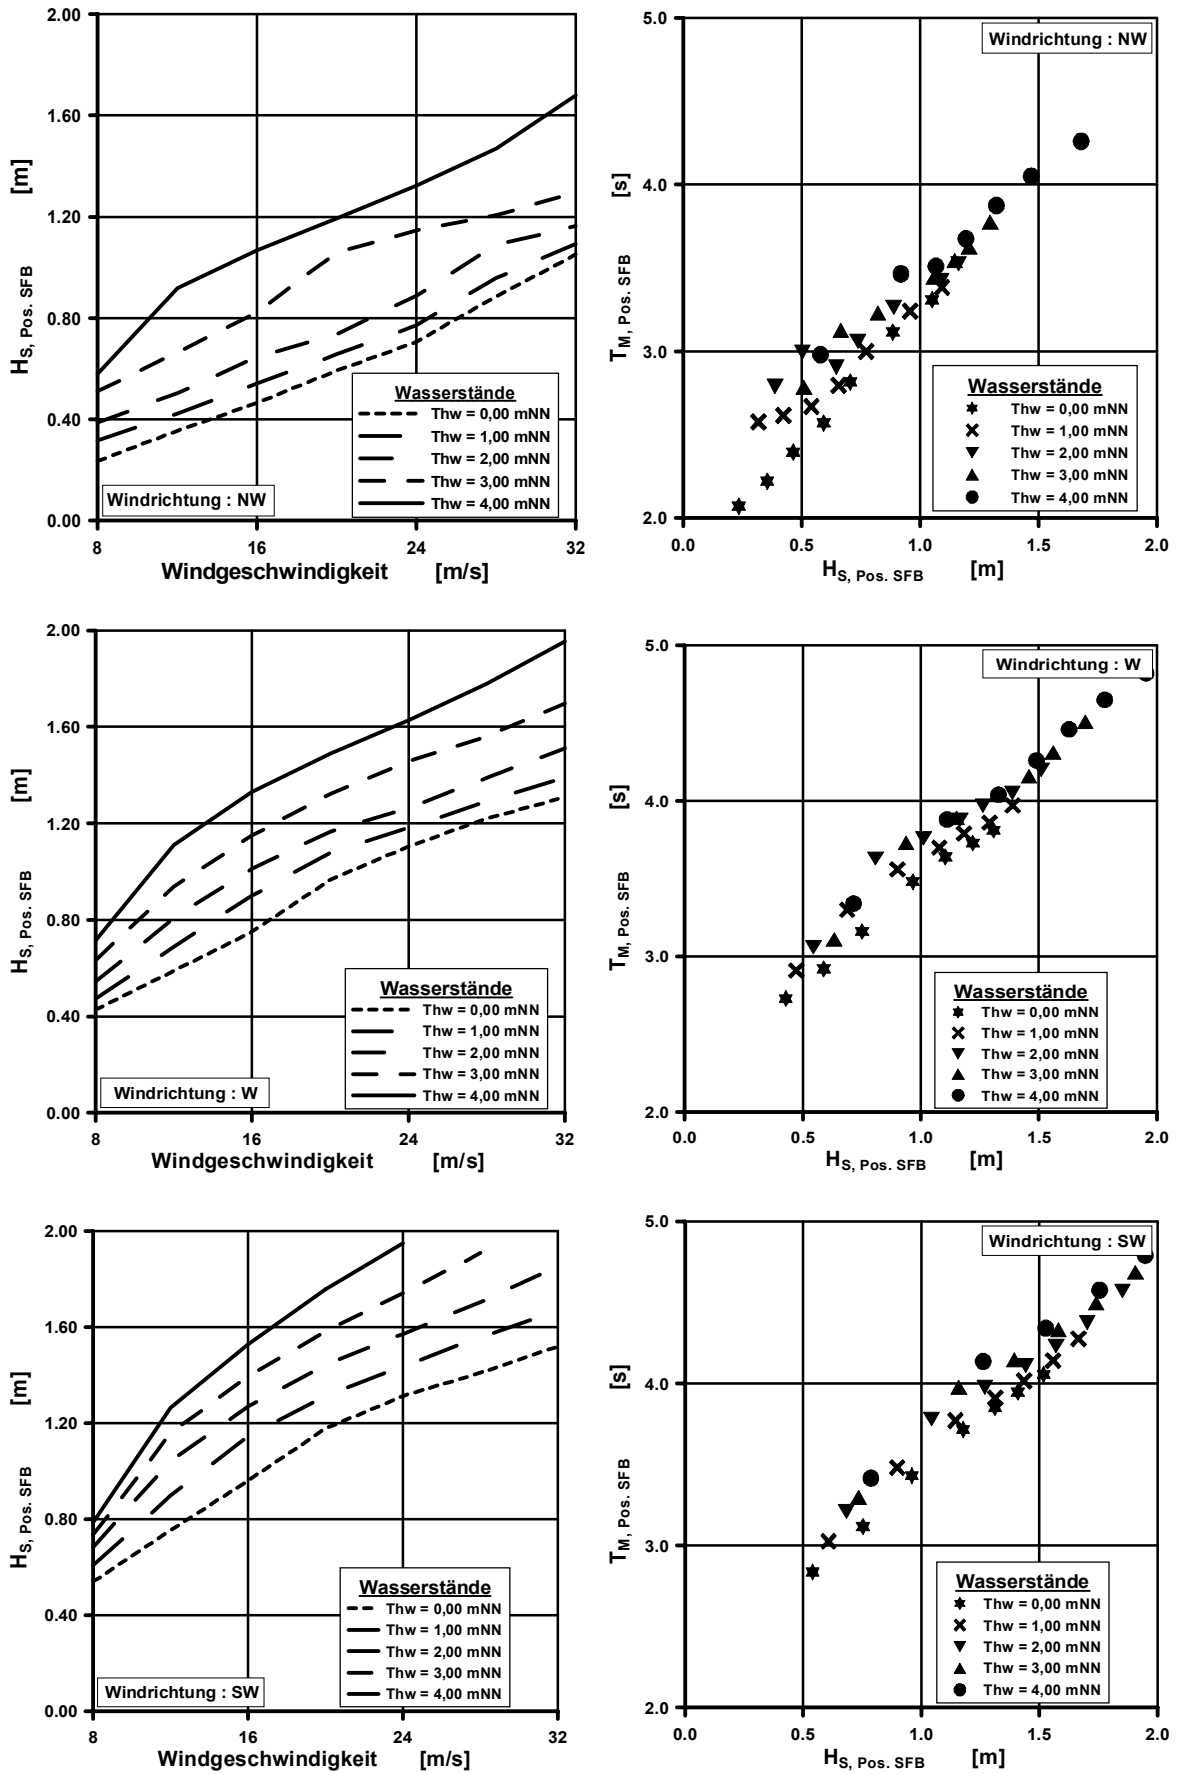 2.00
1.60
1.20
0.80
0.40
0.00
H S, Pos. SFB [m]
Wasserstände
Thw = 0,00 mNN
Thw = 1,00 mNN
Thw = 2,00 mNN
Thw = 3,00 mNN
Thw = 4,00 mNN
Windrichtung : NW
8 16 24 32
Windgeschwindigkeit [m/s]
5.0
4.0
3.0
2.0
T M, Pos. SFB [s]
Windrichtung : NW
Wasserstände
Thw = 0,00 mNN
Thw = 1,00 mNN
Thw = 2,00 mNN
Thw = 3,00 mNN
Thw = 4,00 mNN
0.0 0.5 1.0 1.5 2.0
H S, Pos. SFB [m]
2.00
1.60
1.20
0.80
0.40
0.00
H S, Pos. SFB [m]
Wasserstände
Thw = 0,00 mNN
Thw = 1,00 mNN
Thw = 2,00 mNN
Thw = 3,00 mNN
Thw = 4,00 mNN
Windrichtung : W
8 16 24 32
Windgeschwindigkeit [m/s]
5.0
4.0
3.0
2.0
T M, Pos. SFB [s]
Windrichtung : W
Wasserstände
Thw = 0,00 mNN
Thw = 1,00 mNN
Thw = 2,00 mNN
Thw = 3,00 mNN
Thw = 4,00 mNN
0.0 0.5 1.0 1.5 2.0
H S, Pos. SFB [m]
2.00
1.60
1.20
0.80
0.40
0.00
H S, Pos. SFB [m]
Wasserstände
Thw = 0,00 mNN
Thw = 1,00 mNN
Thw = 2,00 mNN
Thw = 3,00 mNN
Thw = 4,00 mNN
Windrichtung : SW
8 16 24 32
Windgeschwindigkeit [m/s]
5.0
4.0
3.0
2.0
T M, Pos. SFB [s]
Windrichtung : SW
Wasserstände
Thw = 0,00 mNN
Thw = 1,00 mNN
Thw = 2,00 mNN
Thw = 3,00 mNN
Thw = 4,00 mNN
0.0 0.5 1.0 1.5 2.0
H S, Pos. SFB [m]